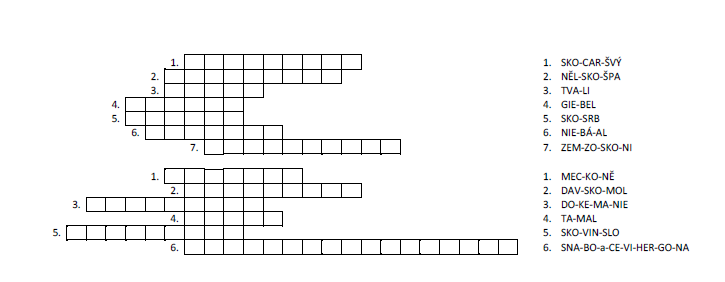 1. 1. SKO-CAR-ŠVÝ
2. 2. NĚL-SKO-ŠPA
3. 3. TVA-LI
4. 4. GIE-BEL
5. 5. SKO-SRB
6. 6. NIE-BÁ-AL
7. 7. ZEM-ZO-SKO-NI
1. 1. MEC-KO-NĚ
2. 2. DAV-SKO-MOL
3. 3. DO-KE-MA-NIE
4. 4. TA-MAL
5. 5. SKO-VIN-SLO
6. 6. SNA-BO-a-CE-VI-HER-GO-NA